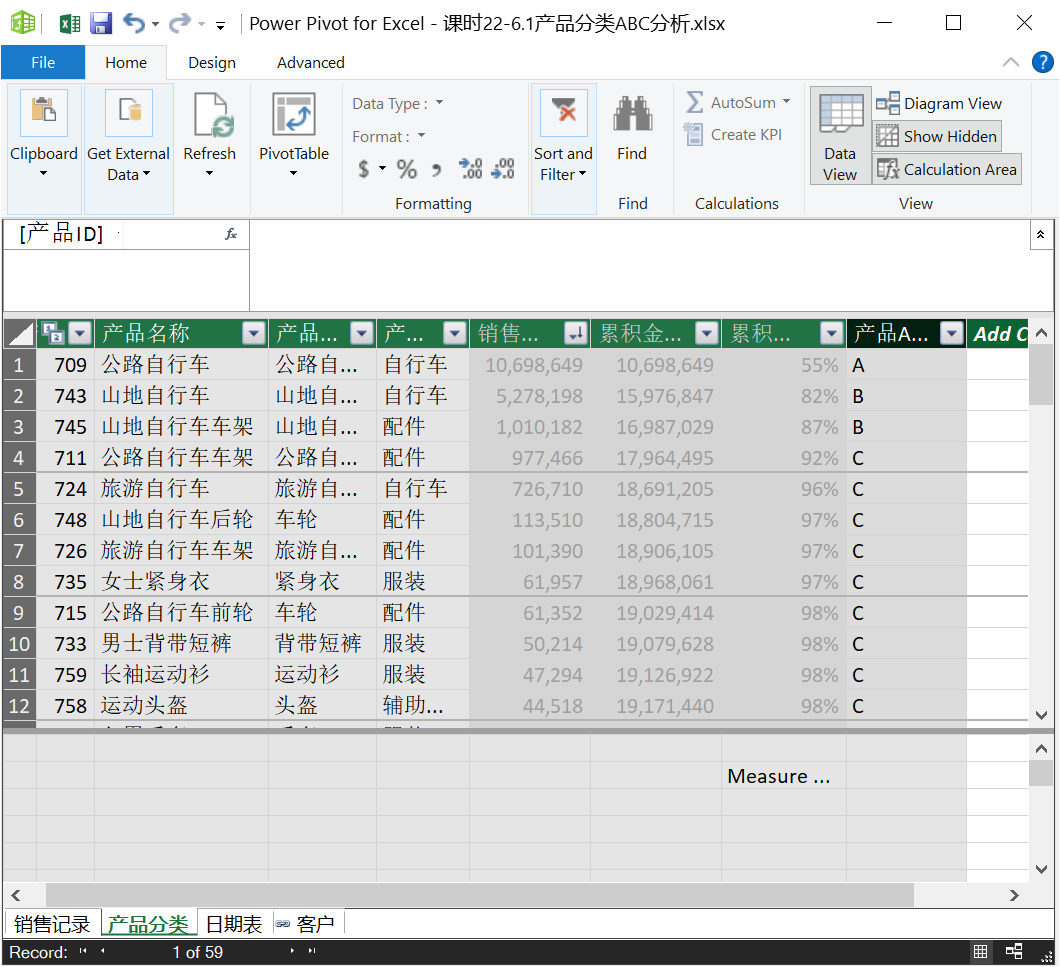 Power Pivot for Excel - 课时22-6.1产品分类ABC分析.xlsx
File Home Design Advanced
Clipboard
Get External Data
Refresh
PivotTable
Data Type :
Format :
$ % ,
Formatting
Sort and Filter
Find
Find
AutoSum
Create KPI
Calculations
Data View
Diagram View
Show Hidden
Calculation Area
View
[产品ID] fx
产品名称 产品... 产... 销售... 累积金... 累积... 产品A... Add C
1 709 公路自行车 公路自... 自行车 10,698,649 10,698,649 55% A
2 743 山地自行车 山地自... 自行车 5,278,198 15,976,847 82% B
3 745 山地自行车车架 山地自... 配件 1,010,182 16,987,029 87% B
4 711 公路自行车车架 公路自... 配件 977,466 17,964,495 92% C
5 724 旅游自行车 旅游自... 自行车 726,710 18,691,205 96% C
6 748 山地自行车后轮 车轮 配件 113,510 18,804,715 97% C
7 726 旅游自行车车架 旅游自... 配件 101,390 18,906,105 97% C
8 735 女士紧身衣 紧身衣 服装 61,957 18,968,061 97% C
9 715 公路自行车前轮 车轮 配件 61,352 19,029,414 98% C
10 733 男士背带短裤 背带短裤 服装 50,214 19,079,628 98% C
11 759 长袖运动衫 运动衫 服装 47,294 19,126,922 98% C
12 758 运动头盔 头盔 辅助... 44,518 19,171,440 98% C
Measure ...
销售记录 产品分类 日期表 客户
Record: 1 of 59